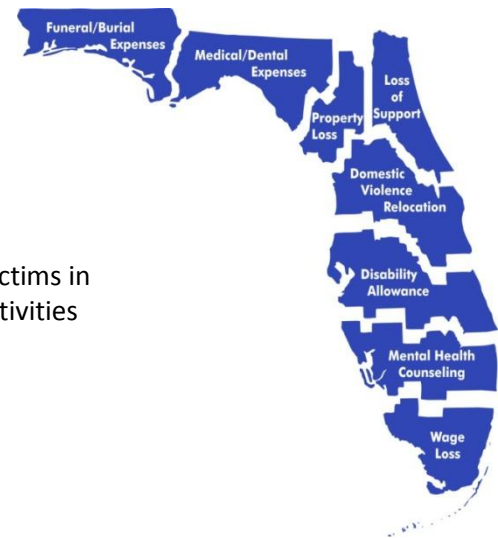 Funeral/Burial
Expenses
Medical/Dental
Expenses
Property
Loss
Loss
of
Support
Domestic
Violence
Relocation
ctims in
tivities
Disability
Allowance
Mental Health
Counseling
Wage
Loss